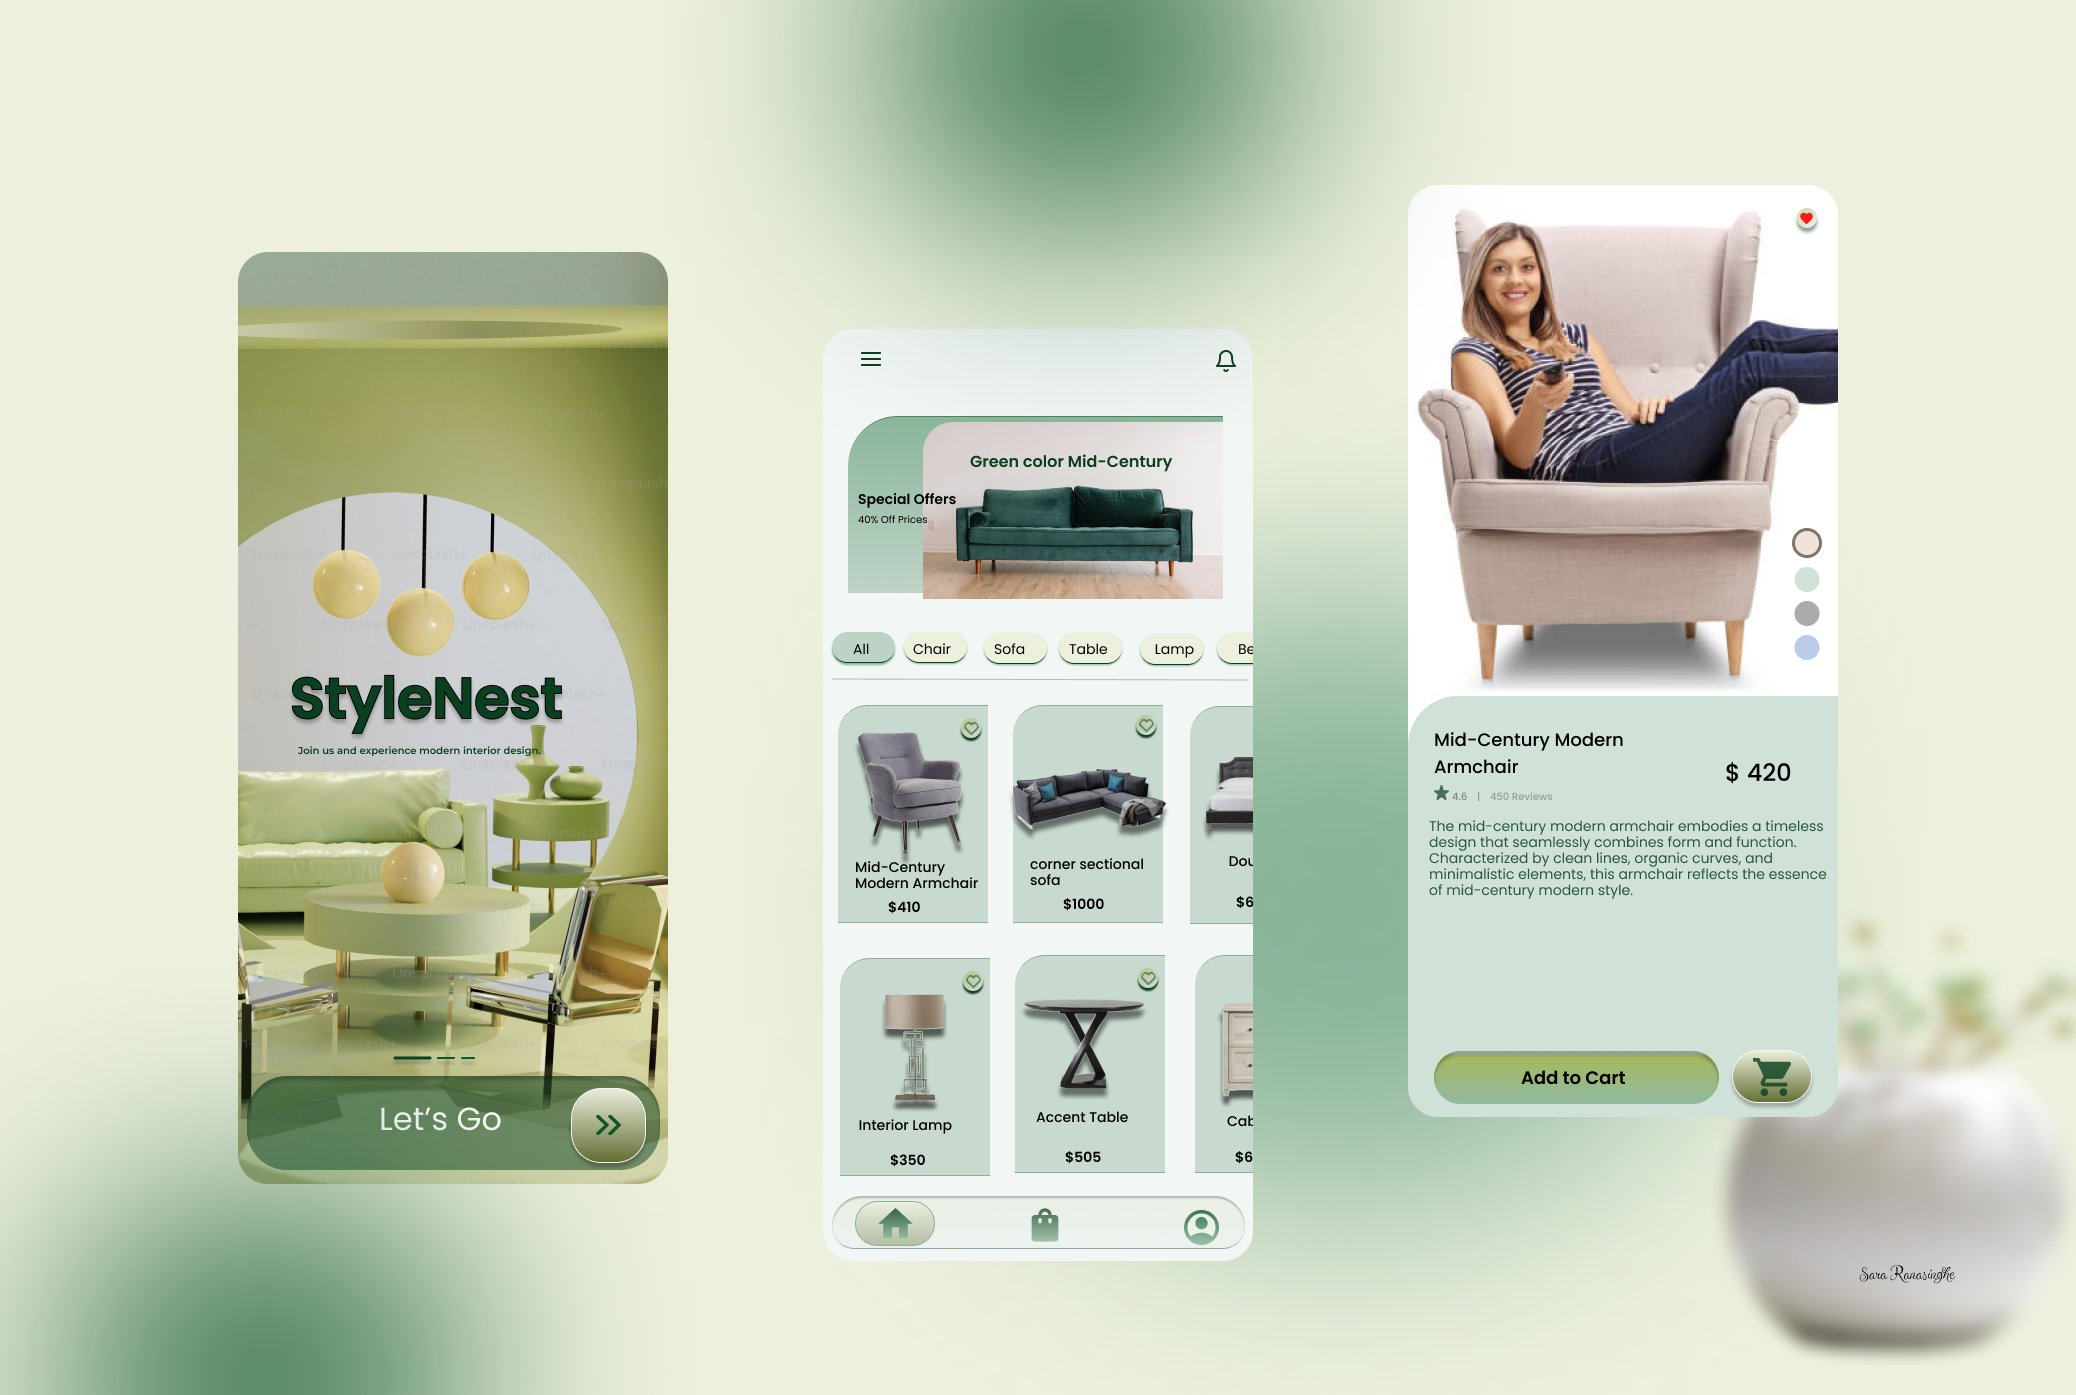 StyleNest
Join us and experience modern interior design.
Let's Go
Green color Mid-Century
Special Offers
40% Off Prices
All
Chair
Sofa
Table
Lamp
Be
Mid-Century
Modern Armchair
$410
corner sectional
sofa
$1000
Dou
$6
Interior Lamp
$350
Accent Table
$505
Cab
$6
Mid-Century Modern
Armchair
$ 420
4.6 | 450 Reviews
The mid-century modern armchair embodies a timeless
design that seamlessly combines form and function.
Characterized by clean lines, organic curves, and
minimalistic elements, this armchair reflects the essence
of mid-century modern style.
Add to Cart
Sara Ranasinghe
Unsplash+